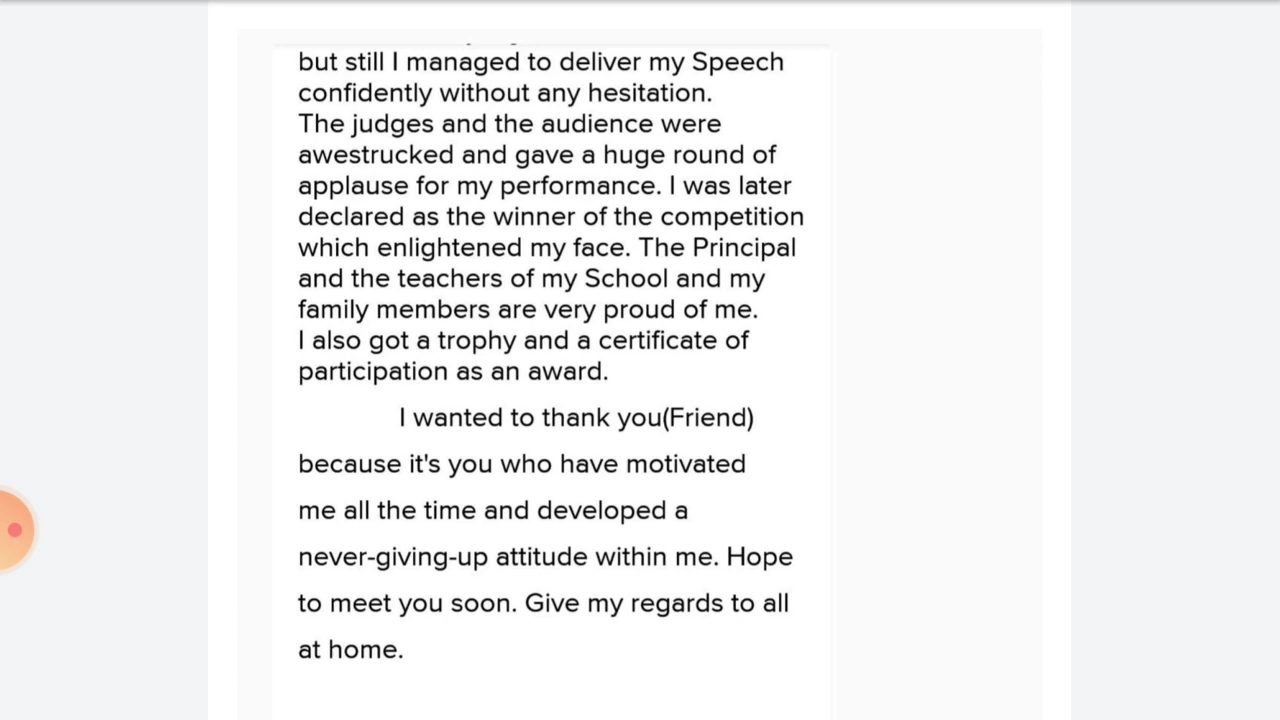 but still I managed to deliver my Speech
confidently without any hesitation.
The judges and the audience were
awestrucked and gave a huge round of
applause for my performance. I was later
declared as the winner of the competition
which enlightened my face. The Principal
and the teachers of my School and my
family members are very proud of me.
I also got a trophy and a certificate of
participation as an award.
I wanted to thank you(Friend)
because it's you who have motivated
me all the time and developed a
never-giving-up attitude within me. Hope
to meet you soon. Give my regards to all
at home.